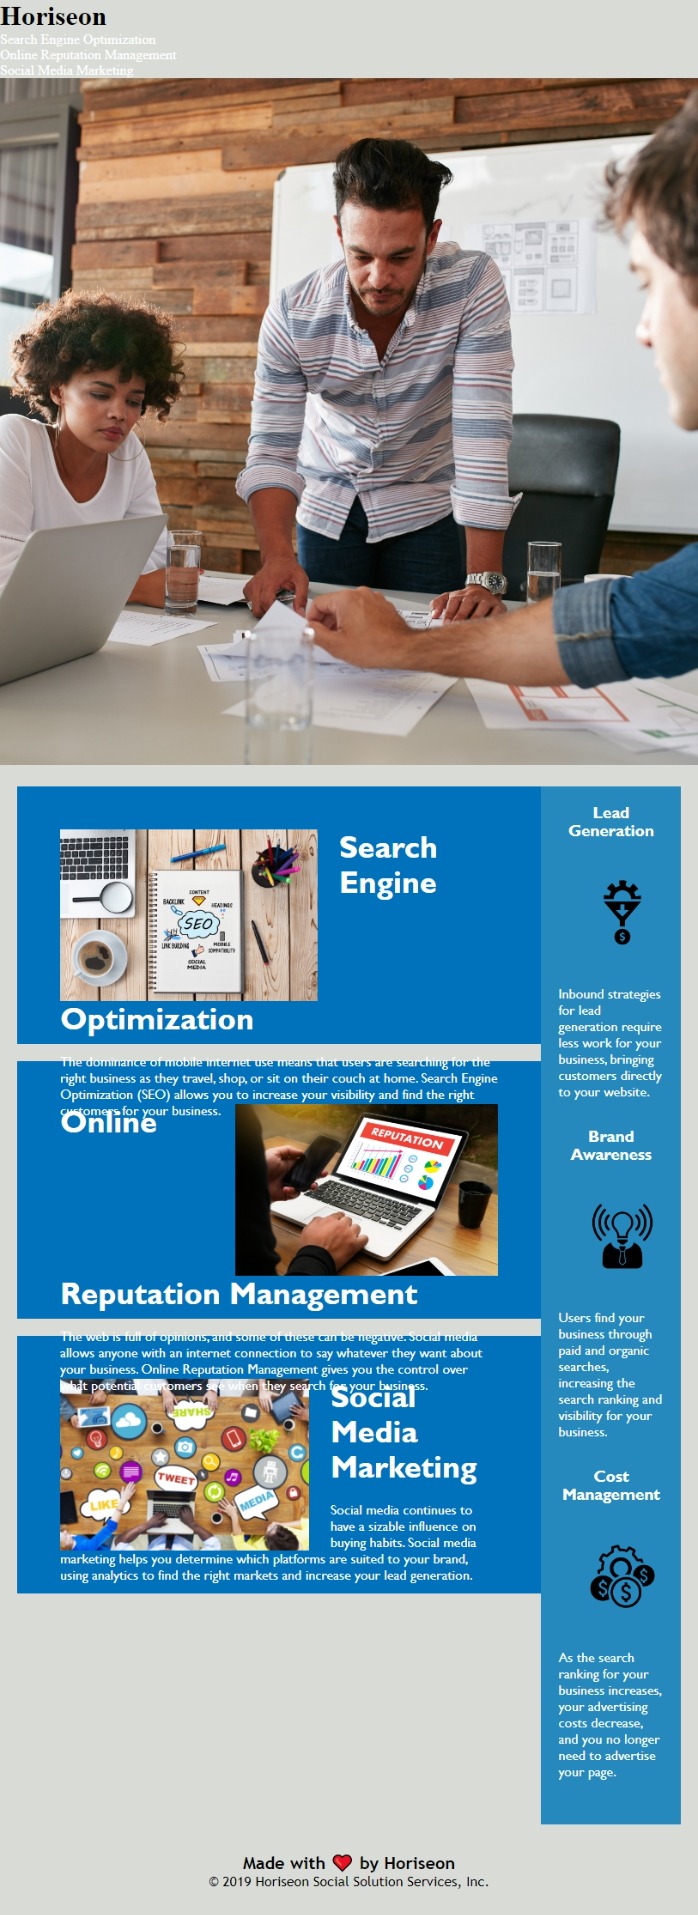 Horiseon
Search Engine Optimization
Online Reputation Management
Social Media Marketing
Search
Engine
CONTENT
BACKLINK
HEADINGS
SEO
LINK BUILDING
MOBILE
COMPATIBILITY
SOCIAL
MEDIA
Optimization
The dominance of mobile internet use means that users are searching for the
right business as they travel, shop, or sit on their couch at home. Search Engine
Optimization (SEO) allows you to increase your visibility and find the right
customers for your business.
Online
REPUTATION
Reputation Management
The web is full of opinions, and some of these can be negative. Social media
allows anyone with an internet connection to say whatever they want about
your business. Online Reputation Management gives you the control over
what potential customers see when they search for your business.
SHARE
TWEET
LIKE
MEDIA
Social
Media
Marketing
Social media continues to
have a sizable influence on
buying habits. Social media
marketing helps you determine which platforms are suited to your brand,
using analytics to find the right markets and increase your lead generation.
Lead
Generation
$
Inbound strategies
for lead
generation require
less work for your
business, bringing
customers directly
to your website.
Brand
Awareness
Users find your
business through
paid and organic
searches,
increasing the
search ranking and
visibility for your
business.
Cost
Management
$ $ $
As the search
ranking for your
business increases,
your advertising
costs decrease,
and you no longer
need to advertise
your page.
Made with ❤️ by Horiseon
© 2019 Horiseon Social Solution Services, Inc.